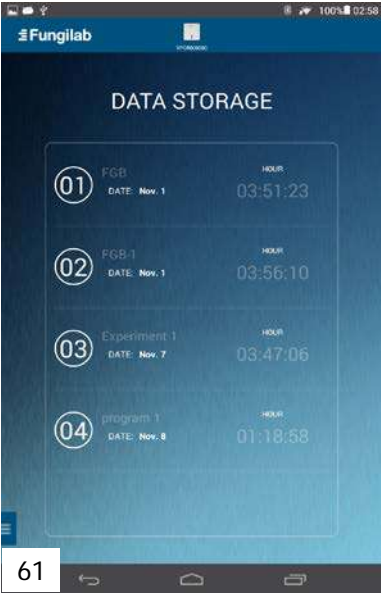 100% 02:58
Fungilab
DATA STORAGE
01
FGB
DATE: Nov. 1
HOUR
03:51:23
02
FGB-1
DATE: Nov. 1
HOUR
03:56:10
03
Experiment 1
DATE: Nov. 7
HOUR
03:47:06
04
program 1
DATE: Nov. 8
HOUR
01:18:58
61